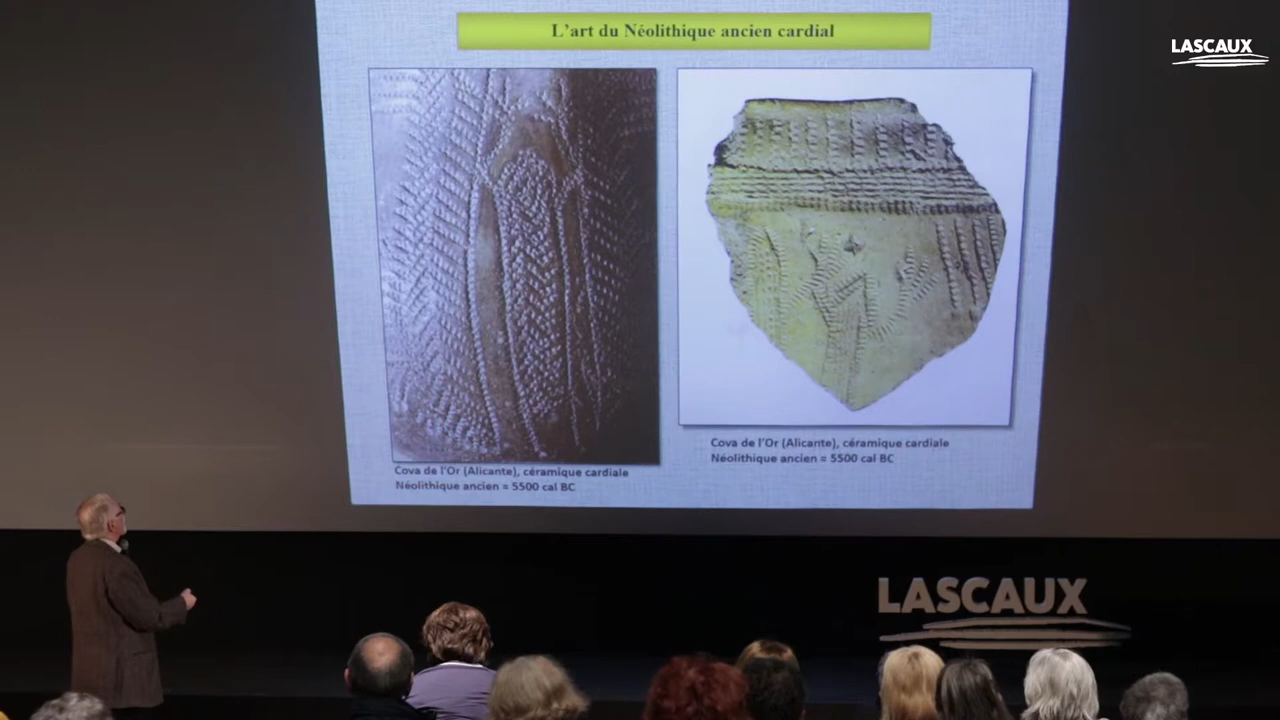 L'art du Néolithique ancien cardial
LASCAUX
Cova de l'Or (Alicante), céramique cardiale
Néolithique ancien = 5500 cal BC
Cova de l'Or (Alicante), céramique cardiale
Néolithique ancien = 5500 cal BC
LASCAUX